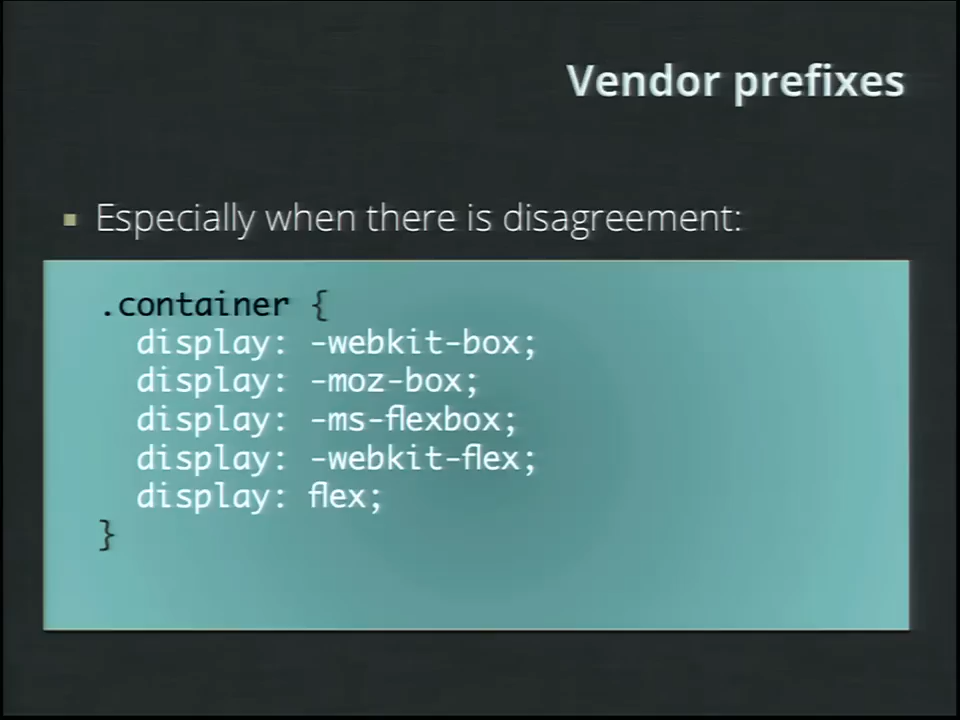 Vendor prefixes
Especially when there is disagreement:
.container {
display: -webkit-box;
display: -moz-box;
display: -ms-flexbox;
display: -webkit-flex;
display: flex;
}